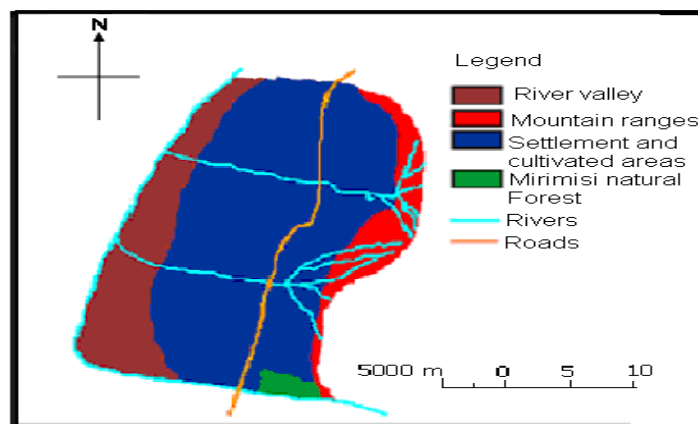 N
Legend
River valley
Mountain ranges
Settlement and
cultivated areas
Mirimisi natural
Forest
Rivers
Roads
5000 m 0 5 10